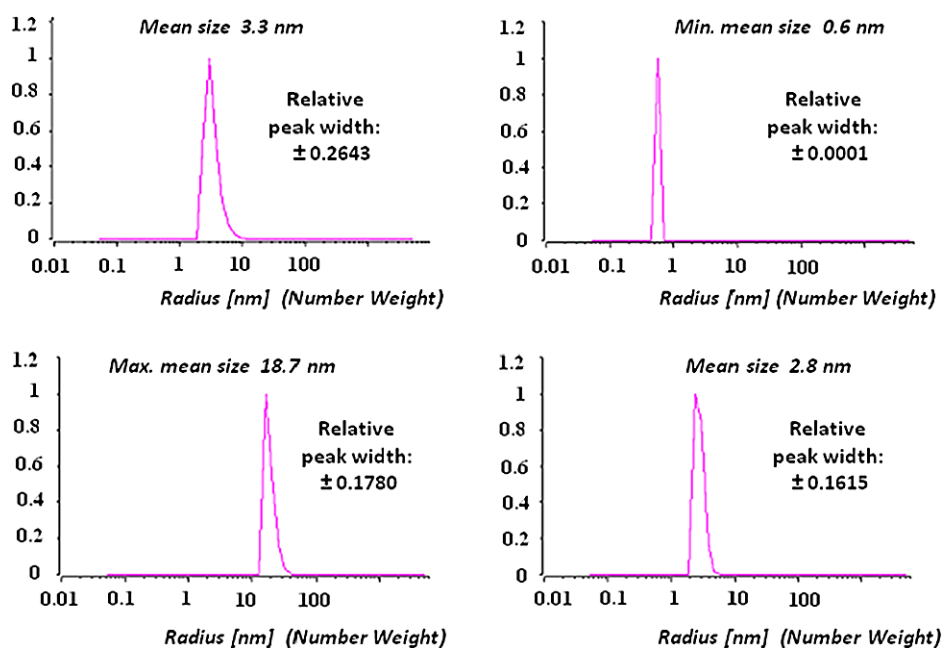 Mean size 3.3 nm
1.2
1
0.8
0.6
0.4
0.2
0
Relative
peak width:
± 0.2643
0.01 0.1 1 10 100
Radius [nm] (Number Weight)
Min. mean size 0.6 nm
1.2
1
0.8
0.6
0.4
0.2
0
Relative
peak width:
± 0.0001
0.01 0.1 1 10 100
Radius [nm] (Number Weight)
Max. mean size 18.7 nm
1.2
1
0.8
0.6
0.4
0.2
0
Relative
peak width:
± 0.1780
0.01 0.1 1 10 100
Radius [nm] (Number Weight)
Mean size 2.8 nm
1.2
1
0.8
0.6
0.4
0.2
0
Relative
peak width:
± 0.1615
0.01 0.1 1 10 100
Radius [nm] (Number Weight)